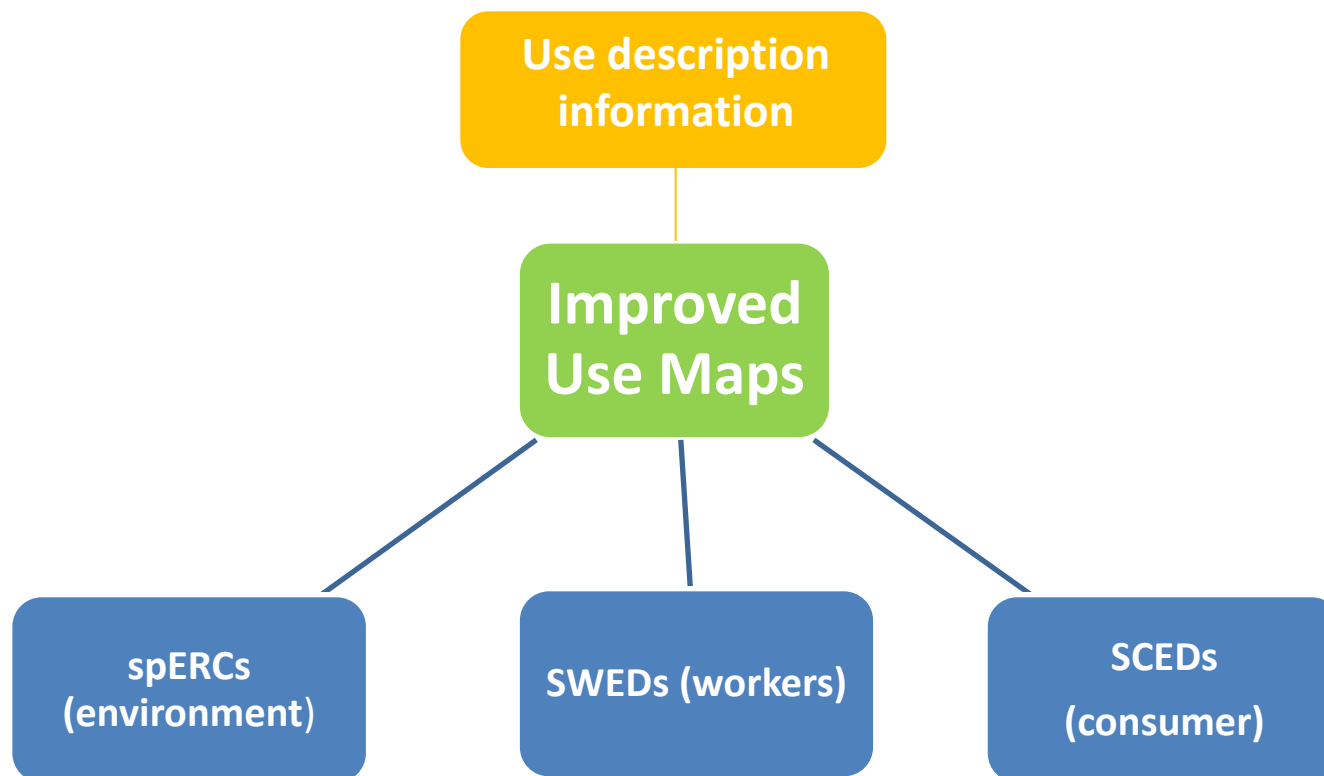 Use description
information
Improved
Use Maps
spERCs
(environment)
SWEDs (workers)
SCEDs
(consumer)